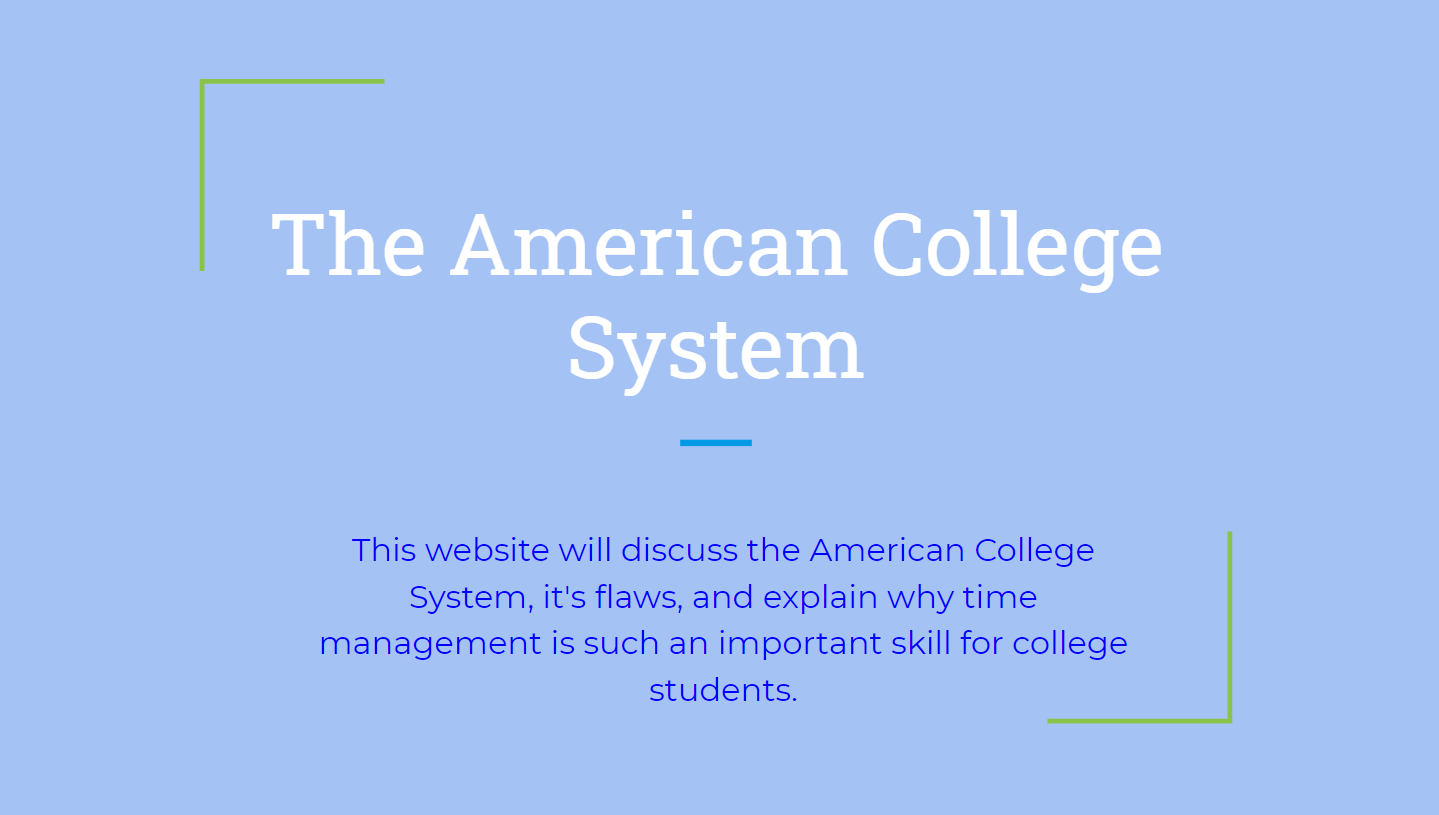 The American College
System
This website will discuss the American College
System, it's flaws, and explain why time
management is such an important skill for college
students.